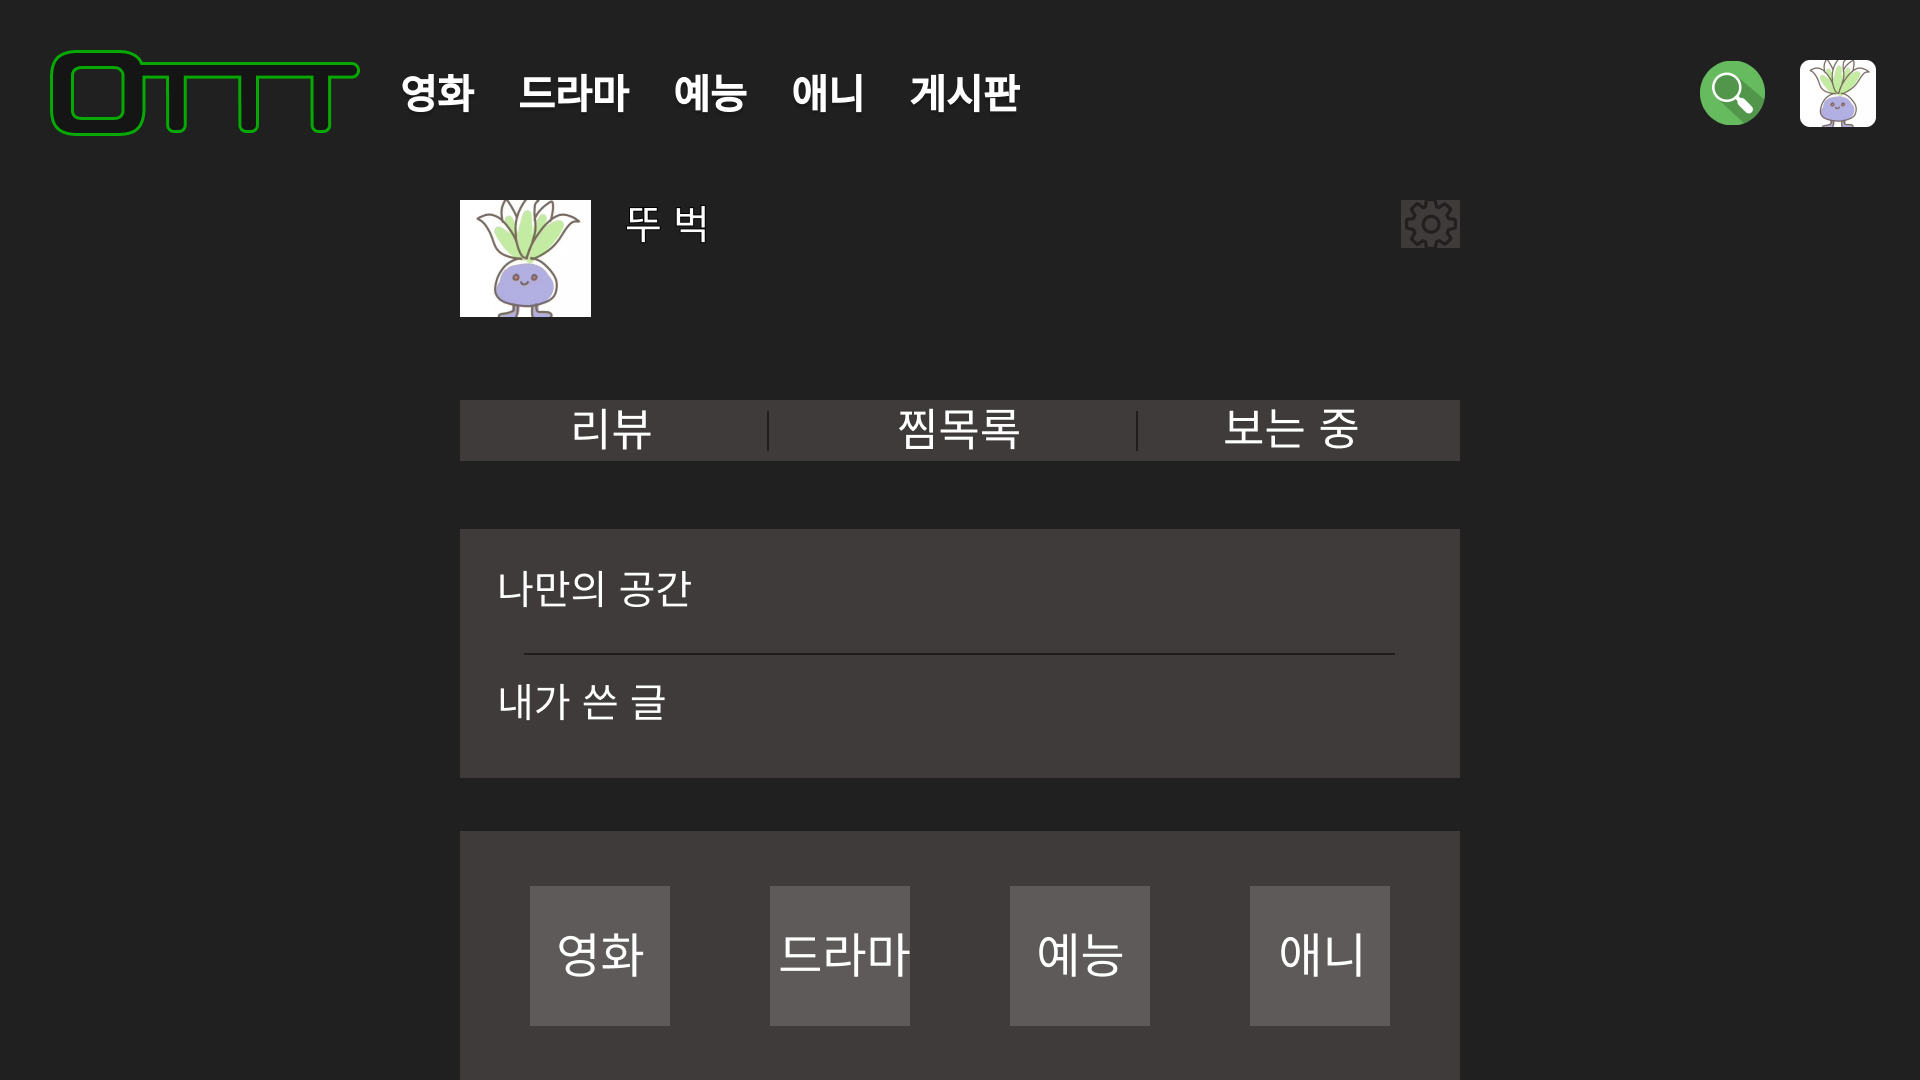 OTTT 영화 드라마 예능 애니 게시판
뚜 벅
리뷰 찜목록 보는 중
나만의 공간
내가 쓴 글
영화 드라마 예능 애니